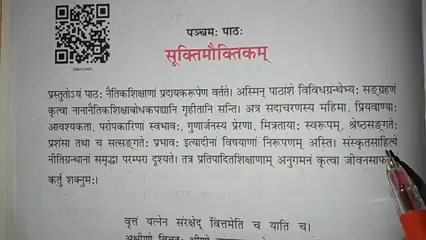 पञ्चमः पाठः
सूक्तिमौक्तिकम्
प्रस्तुतोऽयं पाठः नैतिकशिक्षाणां प्रदायकरूपेण वर्तते। अस्मिन् पाठांशे विविधग्रन्थेभ्यः सङ्ग्रहणं
कृत्वा नानानैतिकशिक्षाबोधकपद्यानि गृहीतानि सन्ति। अत्र सदाचरणस्य महिमा, प्रियवाण्याः
आवश्यकता, परोपकारिणां स्वभावः, गुणार्जनस्य प्रेरणा, मित्रतायाः स्वरूपम्, श्रेष्ठसङ्गतेः
प्रशंसा तथा च सत्सङ्गतेः प्रभावः इत्यादीनां विषयाणां निरूपणम् अस्ति। संस्कृतसाहित्ये
नीतिग्रन्थानां समृद्धा परम्परा दृश्यते। तत्र प्रतिपादितशिक्षाणाम् अनुगमनं कृत्वा
कर्तुं शक्नुमः।
वृत्तं यत्नेन संरक्षेद् वित्तमेति च याति च।